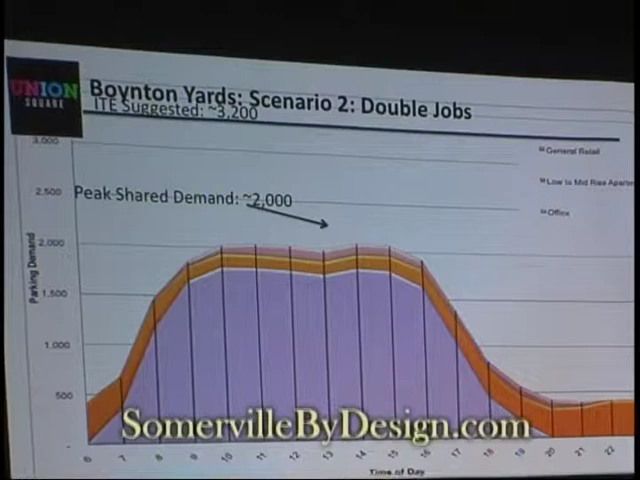 UNION
SQUARE
Boynton Yards: Scenario 2: Double Jobs
ITE Suggested: ~3,200
General Retail
Low to Mid Rise Apartm
Office
Peak Shared Demand: ~2,000
Parking Demand
3,000
2,500
2,000
1,500
1,000
500
-
6 7 8 9 10 11 12 13 14 15 16 17 18 19 20 21 22
Time of Day
SomervilleByDesign.com